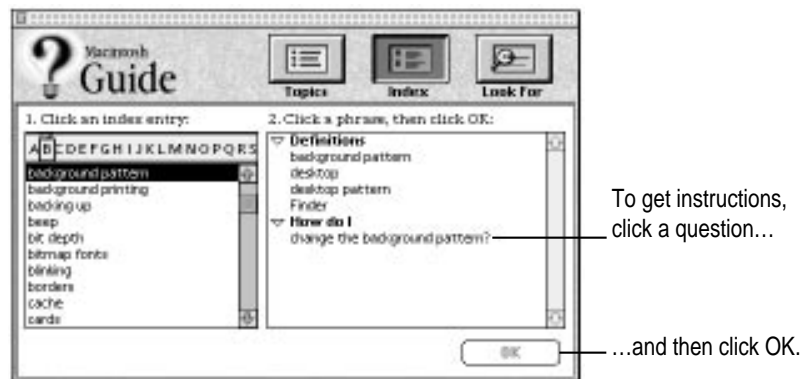 Macintosh
Guide
Topics
Index
Look For
1. Click an index entry:
2. Click a phrase, then click OK:
A B C D E F G H I J K L M N O P Q R S
background pattern
background printing
backing up
beep
bit depth
bitmap fonts
blinking
borders
cache
cards
Definitions
background pattern
desktop
desktop pattern
Finder
How do I
change the background pattern?
To get instructions,
click a question…
OK
…and then click OK.